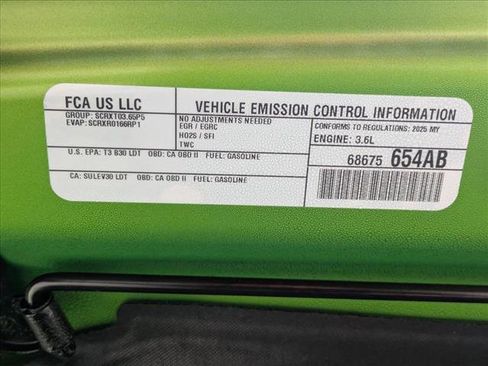 FCA US LLC
GROUP: SCRXT03.65P5
EVAP: SCRXR0166RP1
VEHICLE EMISSION CONTROL INFORMATION
NO ADJUSTMENTS NEEDED
EGR / EGRC
HO2S / SFI
TWC
CONFORMS TO REGULATIONS: 2025 MY
ENGINE: 3.6L
U.S. EPA: T3 B30 LDT OBD: CA OBD II FUEL: GASOLINE
68675 654AB
CA: SULEV30 LDT OBD: CA OBD II FUEL: GASOLINE